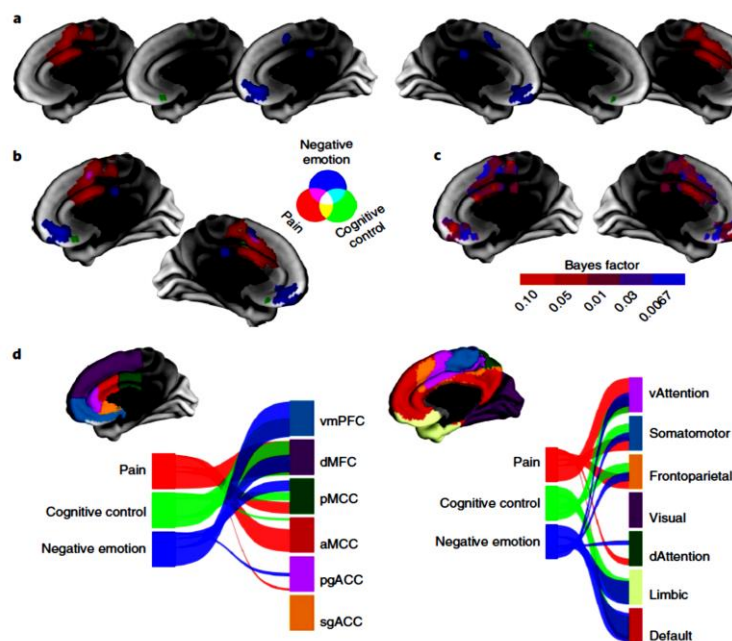 a
b
Negative
emotion
Pain
Cognitive
control
c
Bayes factor
0.10
0.05
0.01
0.03
0.0067
d
Pain
Cognitive control
Negative emotion
vmPFC
dMFC
pMCC
aMCC
pgACC
sgACC
Pain
Cognitive control
Negative emotion
vAttention
Somatomotor
Frontoparietal
Visual
dAttention
Limbic
Default